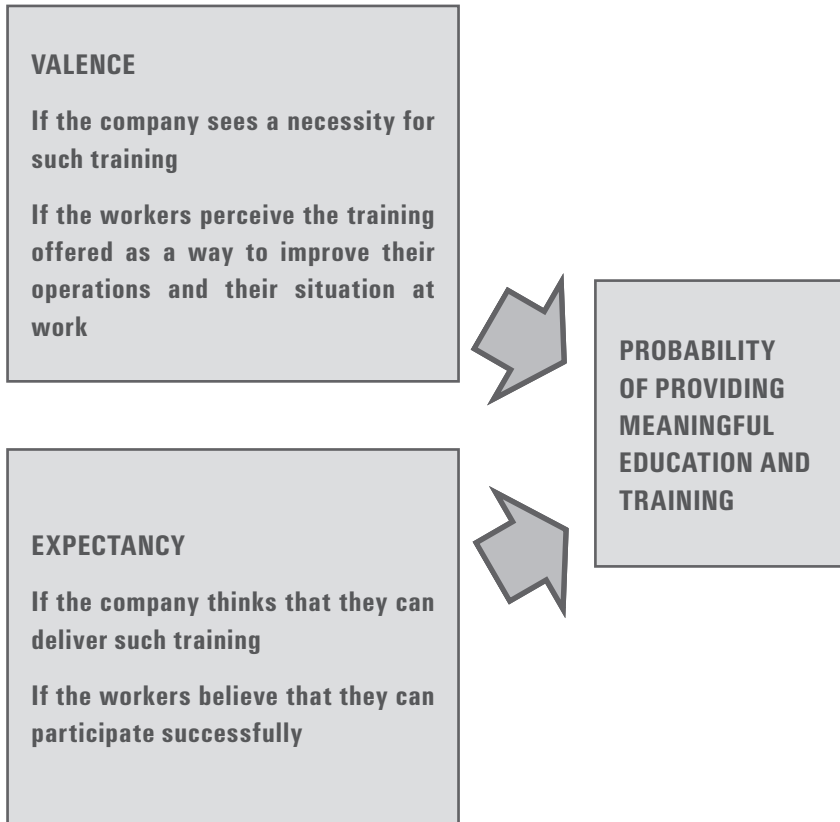 VALENCE
If the company sees a necessity for
such training
If the workers perceive the training
offered as a way to improve their
operations and their situation at
work
EXPECTANCY
If the company thinks that they can
deliver such training
If the workers believe that they can
participate successfully
PROBABILITY
OF PROVIDING
MEANINGFUL
EDUCATION AND
TRAINING